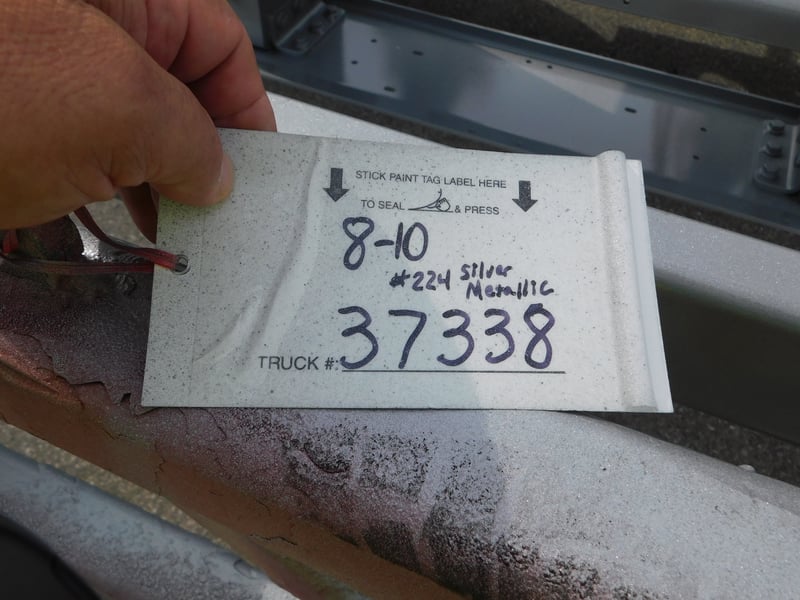 STICK PAINT TAG LABEL HERE
TO SEAL & PRESS
8-10
#224 Silver
Metallic
TRUCK #: 37338